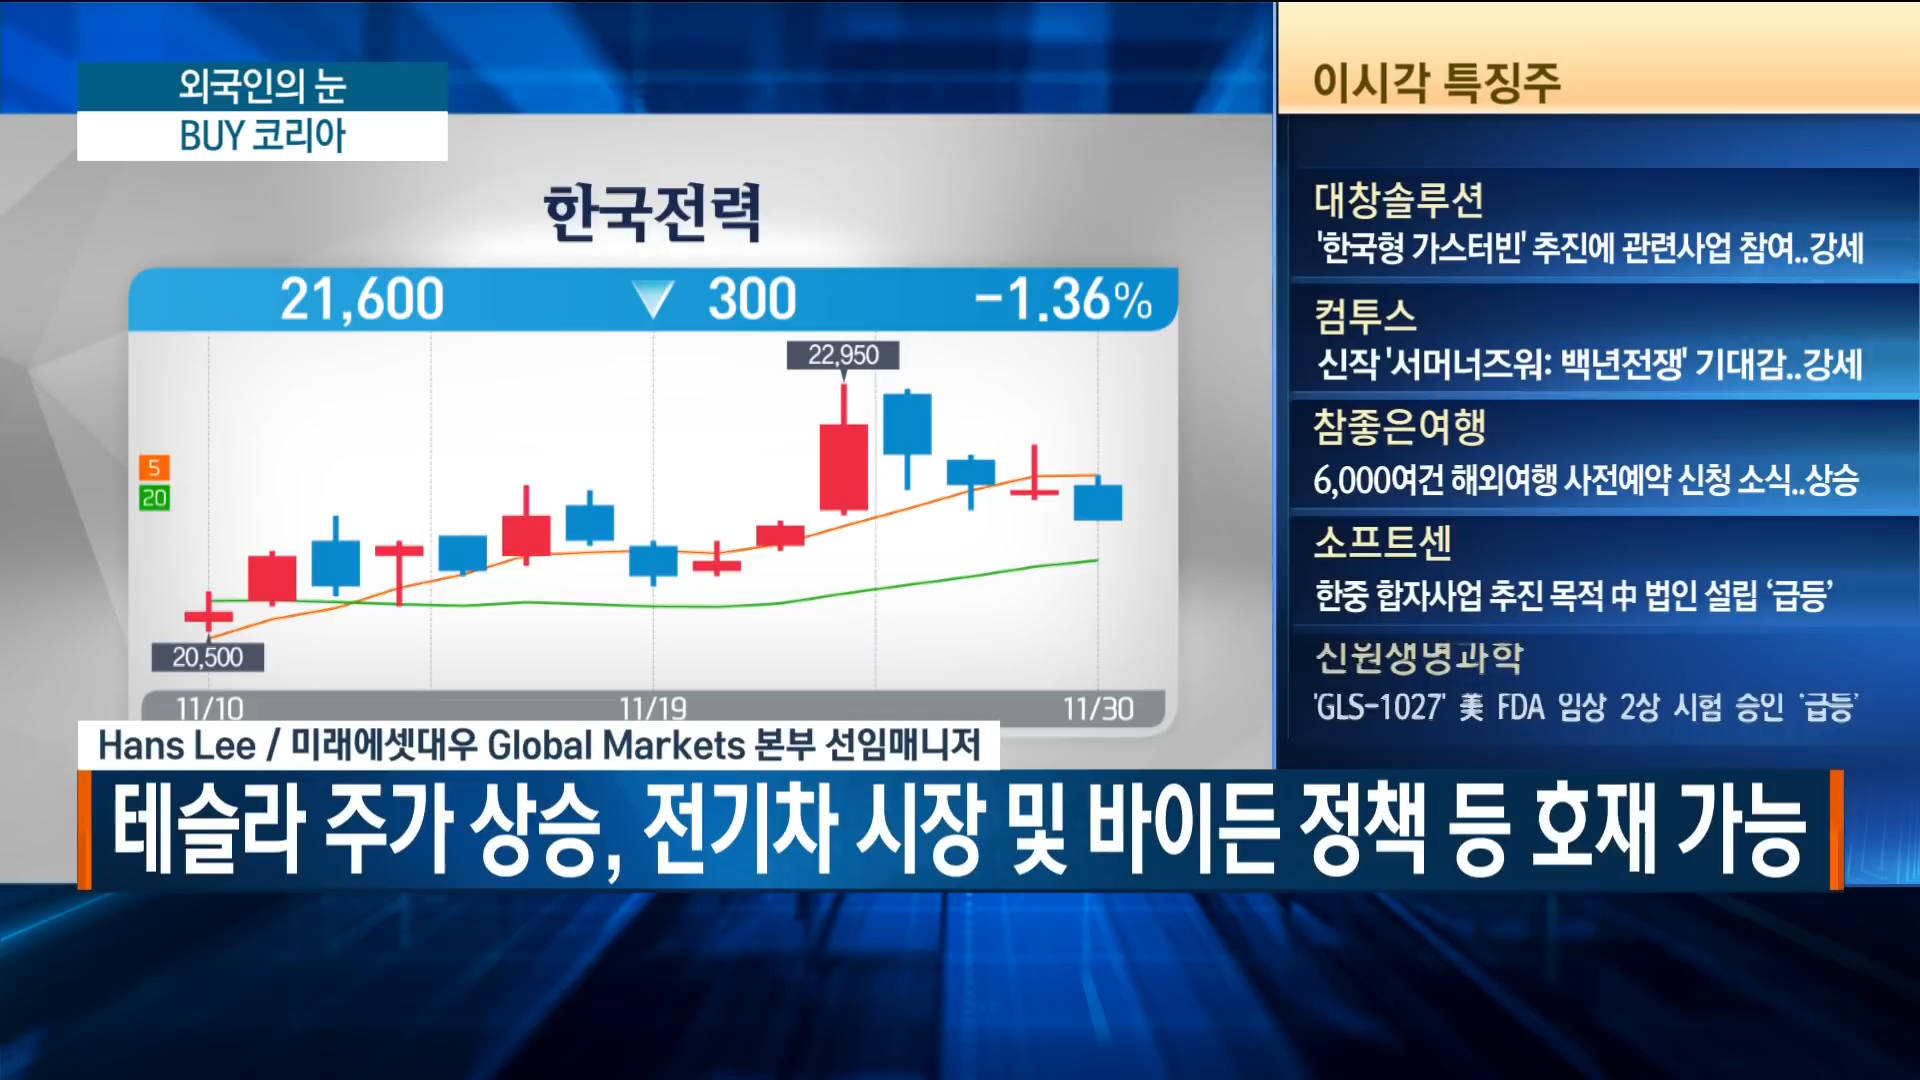 외국인의 눈
BUY 코리아
한국전력
21,600 ▼ 300 -1.36%
22,950
5
20
20,500
11/10 11/19 11/30
이시각 특징주
대창솔루션
'한국형 가스터빈' 추진에 관련사업 참여..강세
컴투스
신작 '서머너즈워: 백년전쟁' 기대감..강세
참좋은여행
6,000여건 해외여행 사전예약 신청 소식..상승
소프트센
한중 합자사업 추진 목적 中 법인 설립 ‘급등’
신원생명과학
'GLS-1027' 美 FDA 임상 2상 시험 승인 ‘급등’
Hans Lee / 미래에셋대우 Global Markets 본부 선임매니저
테슬라 주가 상승, 전기차 시장 및 바이든 정책 등 호재 가능